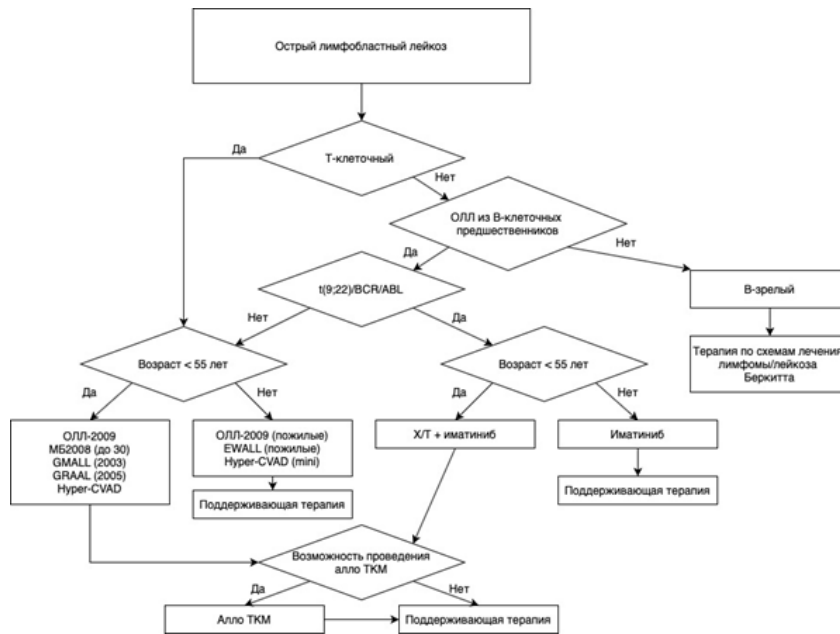 Острый лимфобластный лейкоз
Да
Т-клеточный
Нет
ОЛЛ из В-клеточных
предшественников
Да
Нет
t(9;22)/BCR/ABL
В-зрелый
Нет
Да
Терапия по схемам лечения
лимфомы/лейкоза
Беркитта
Возраст < 55 лет
Возраст < 55 лет
Да
Нет
Да
Нет
ОЛЛ-2009
МБ2008 (до 30)
GMALL (2003)
GRAAL (2005)
Hyper-CVAD
ОЛЛ-2009 (пожилые)
EWALL (пожилые)
Hyper-CVAD (mini)
Х/Т + иматиниб
Иматиниб
Поддерживающая терапия
Поддерживающая терапия
Возможность проведения
алло ТКМ
Да
Нет
Алло ТКМ
Поддерживающая терапия